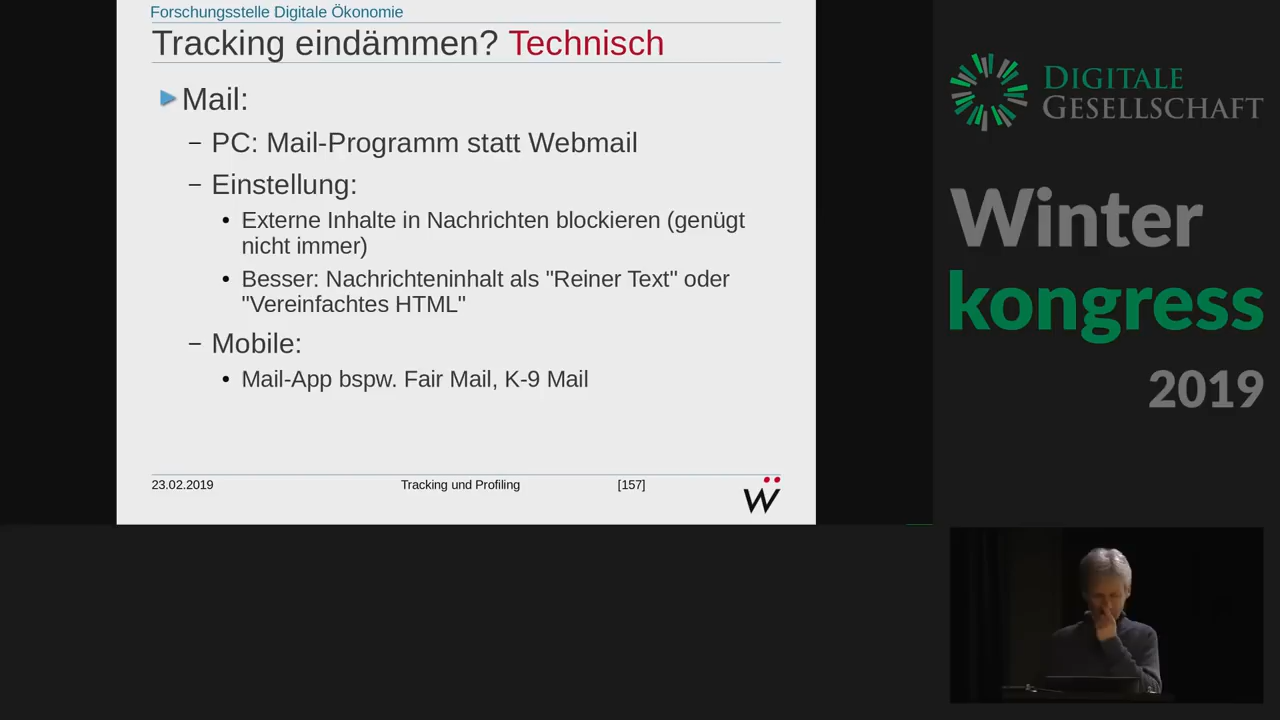 Forschungsstelle Digitale Ökonomie
Tracking eindämmen? Technisch
Mail:
– PC: Mail-Programm statt Webmail
– Einstellung:
• Externe Inhalte in Nachrichten blockieren (genügt
nicht immer)
• Besser: Nachrichteninhalt als "Reiner Text" oder
"Vereinfachtes HTML"
– Mobile:
• Mail-App bspw. Fair Mail, K-9 Mail
23.02.2019 Tracking und Profiling [157]
Ẅ
DIGITALE
GESELLSCHAFT
Winter
kongress
2019